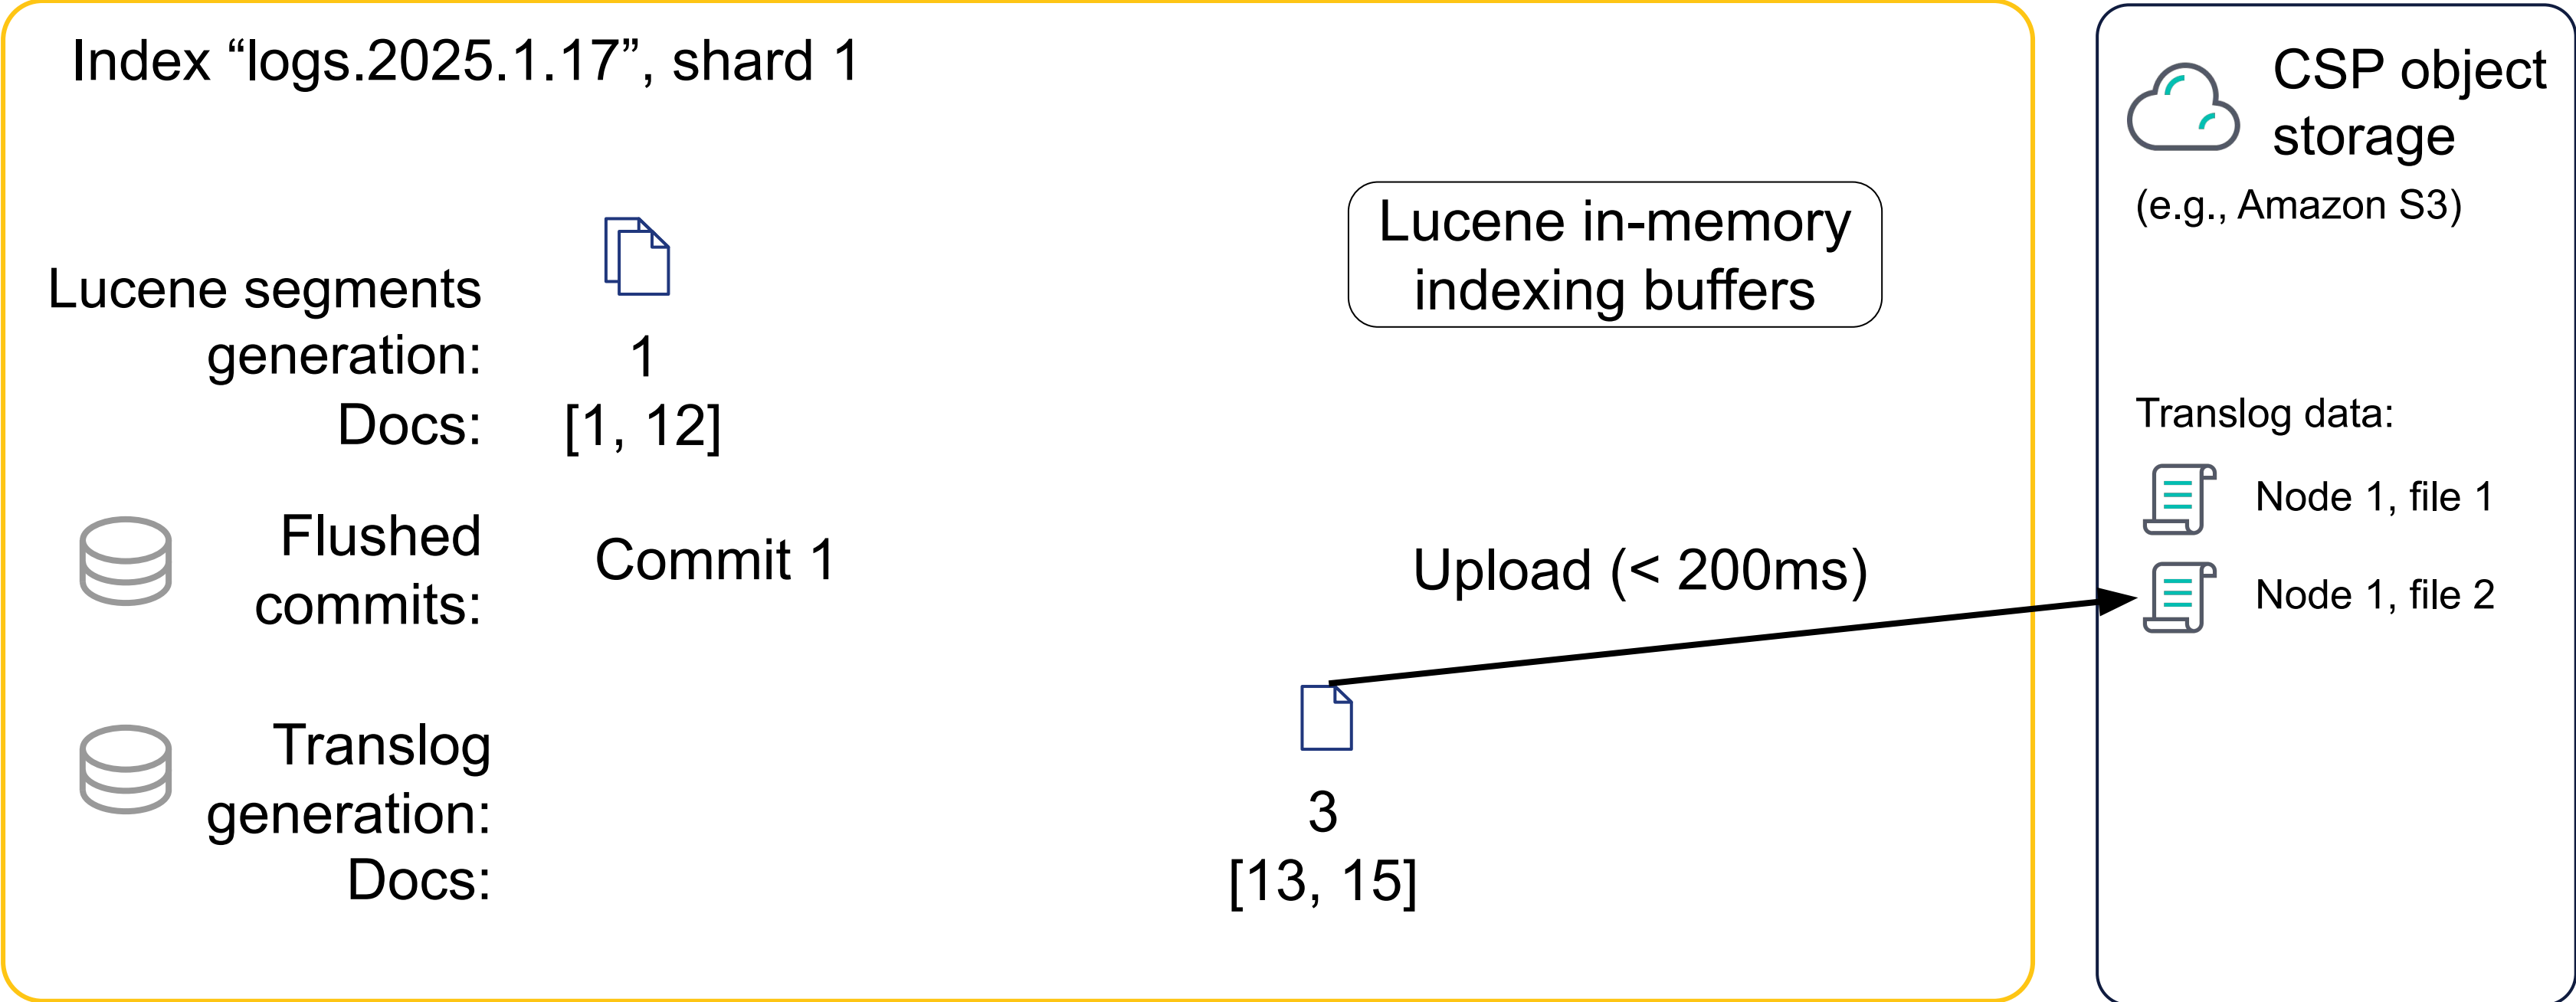 Index “logs.2025.1.17”, shard 1
Lucene segments
generation:
1
Docs:
[1, 12]
Lucene in-memory
indexing buffers
Flushed
commits:
Commit 1
Upload (< 200ms)
Translog
generation:
3
Docs:
[13, 15]
CSP object
storage
(e.g., Amazon S3)
Translog data:
Node 1, file 1
Node 1, file 2